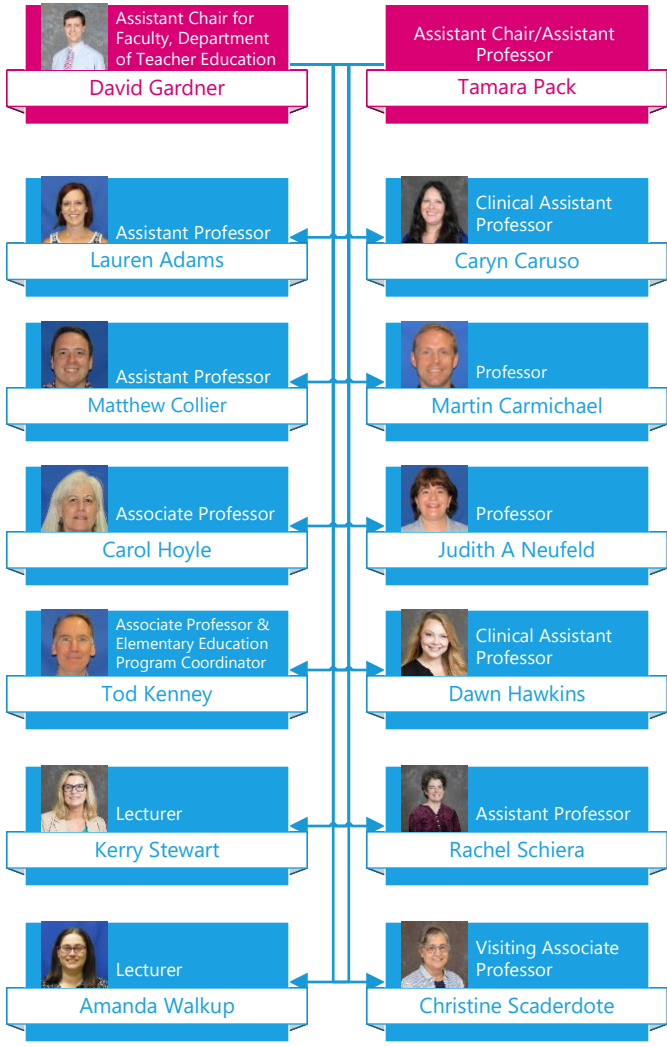 Assistant Chair for
Faculty, Department
of Teacher Education
David Gardner
Assistant Chair/Assistant
Professor
Tamara Pack
Assistant Professor
Lauren Adams
Clinical Assistant
Professor
Caryn Caruso
Assistant Professor
Matthew Collier
Professor
Martin Carmichael
Associate Professor
Carol Hoyle
Professor
Judith A Neufeld
Associate Professor &
Elementary Education
Program Coordinator
Tod Kenney
Clinical Assistant
Professor
Dawn Hawkins
Lecturer
Kerry Stewart
Assistant Professor
Rachel Schiera
Lecturer
Amanda Walkup
Visiting Associate
Professor
Christine Scaderdote